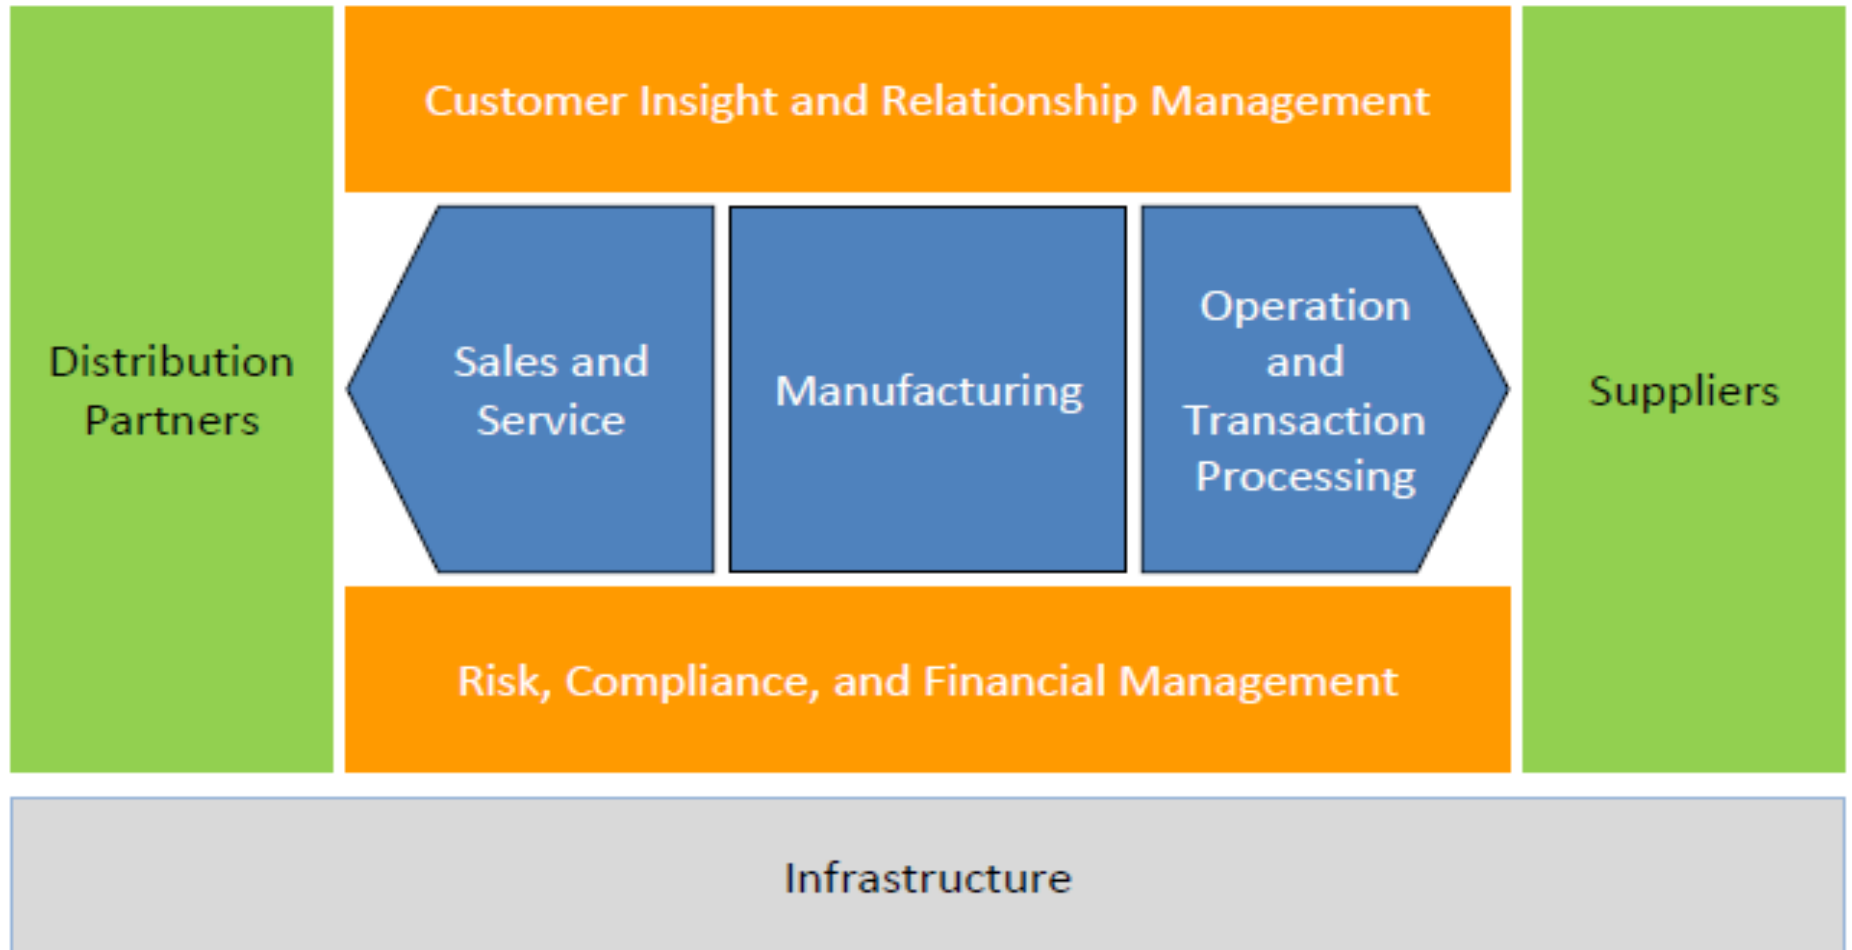 Customer Insight and Relationship Management
Distribution
Partners
Sales and
Service
Manufacturing
Operation
and
Transaction
Processing
Suppliers
Risk, Compliance, and Financial Management
Infrastructure